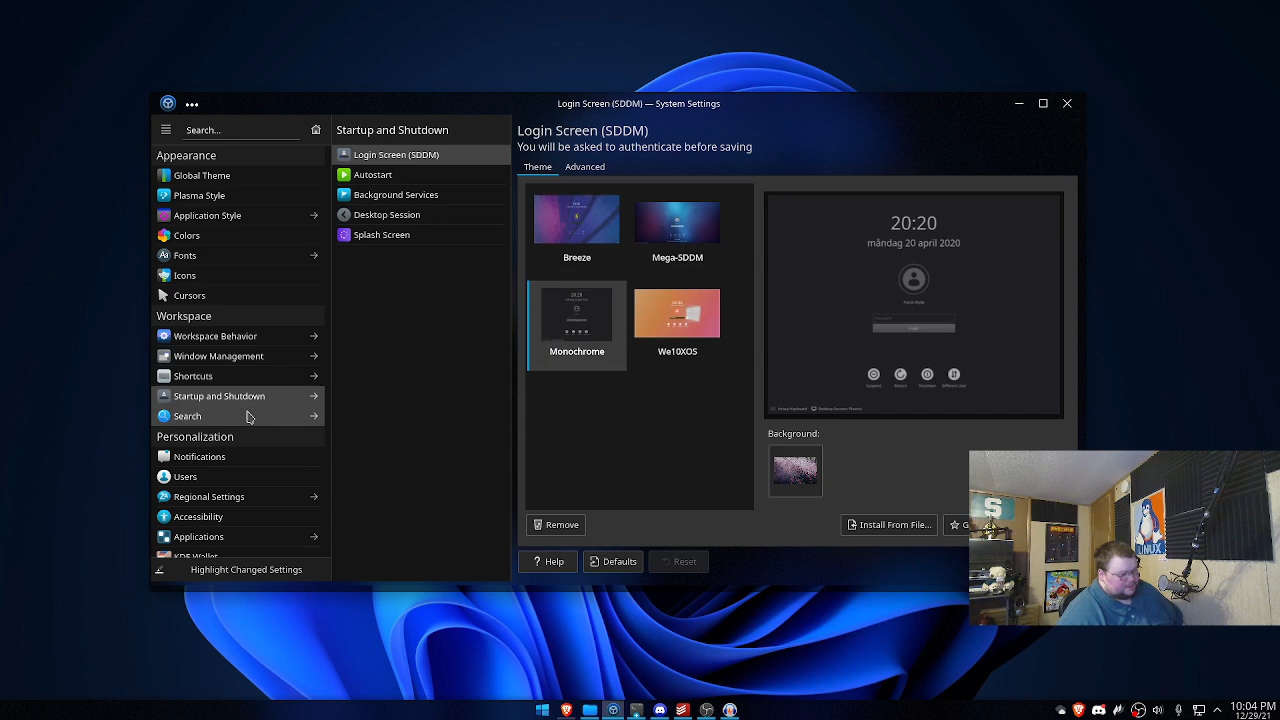 Login Screen (SDDM) — System Settings
Search...
Appearance
Global Theme
Plasma Style
Application Style
Colors
Fonts
Icons
Cursors
Workspace
Workspace Behavior
Window Management
Shortcuts
Startup and Shutdown
Search
Personalization
Notifications
Users
Regional Settings
Accessibility
Applications
KDE Wallet
Highlight Changed Settings
Startup and Shutdown
Login Screen (SDDM)
Autostart
Background Services
Desktop Session
Splash Screen
Login Screen (SDDM)
You will be asked to authenticate before saving
Theme Advanced
Breeze
Mega-SDDM
Monochrome
We10XOS
20:20
måndag 20 april 2020
Background:
Remove
Install From File...
G
? Help
Defaults
Reset
S
LINUX
10:04 PM
12/29/21